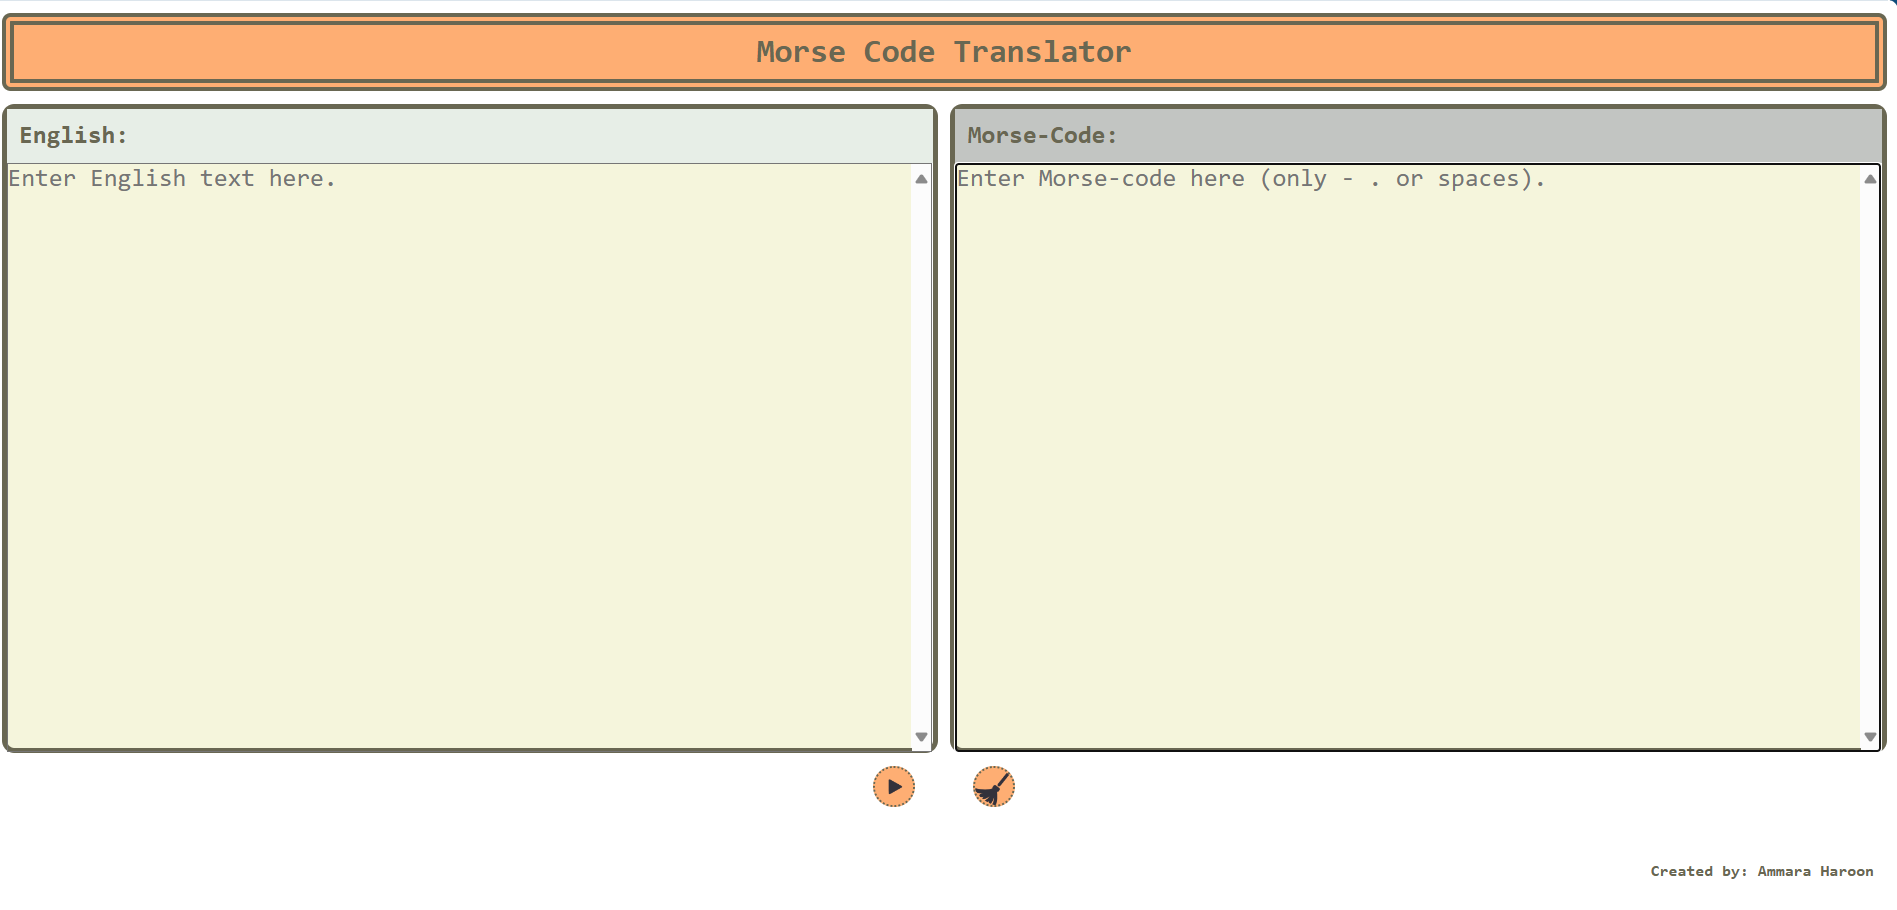 Morse Code Translator
English:
Enter English text here.
Morse-Code:
Enter Morse-code here (only - . or spaces).
Created by: Ammara Haroon